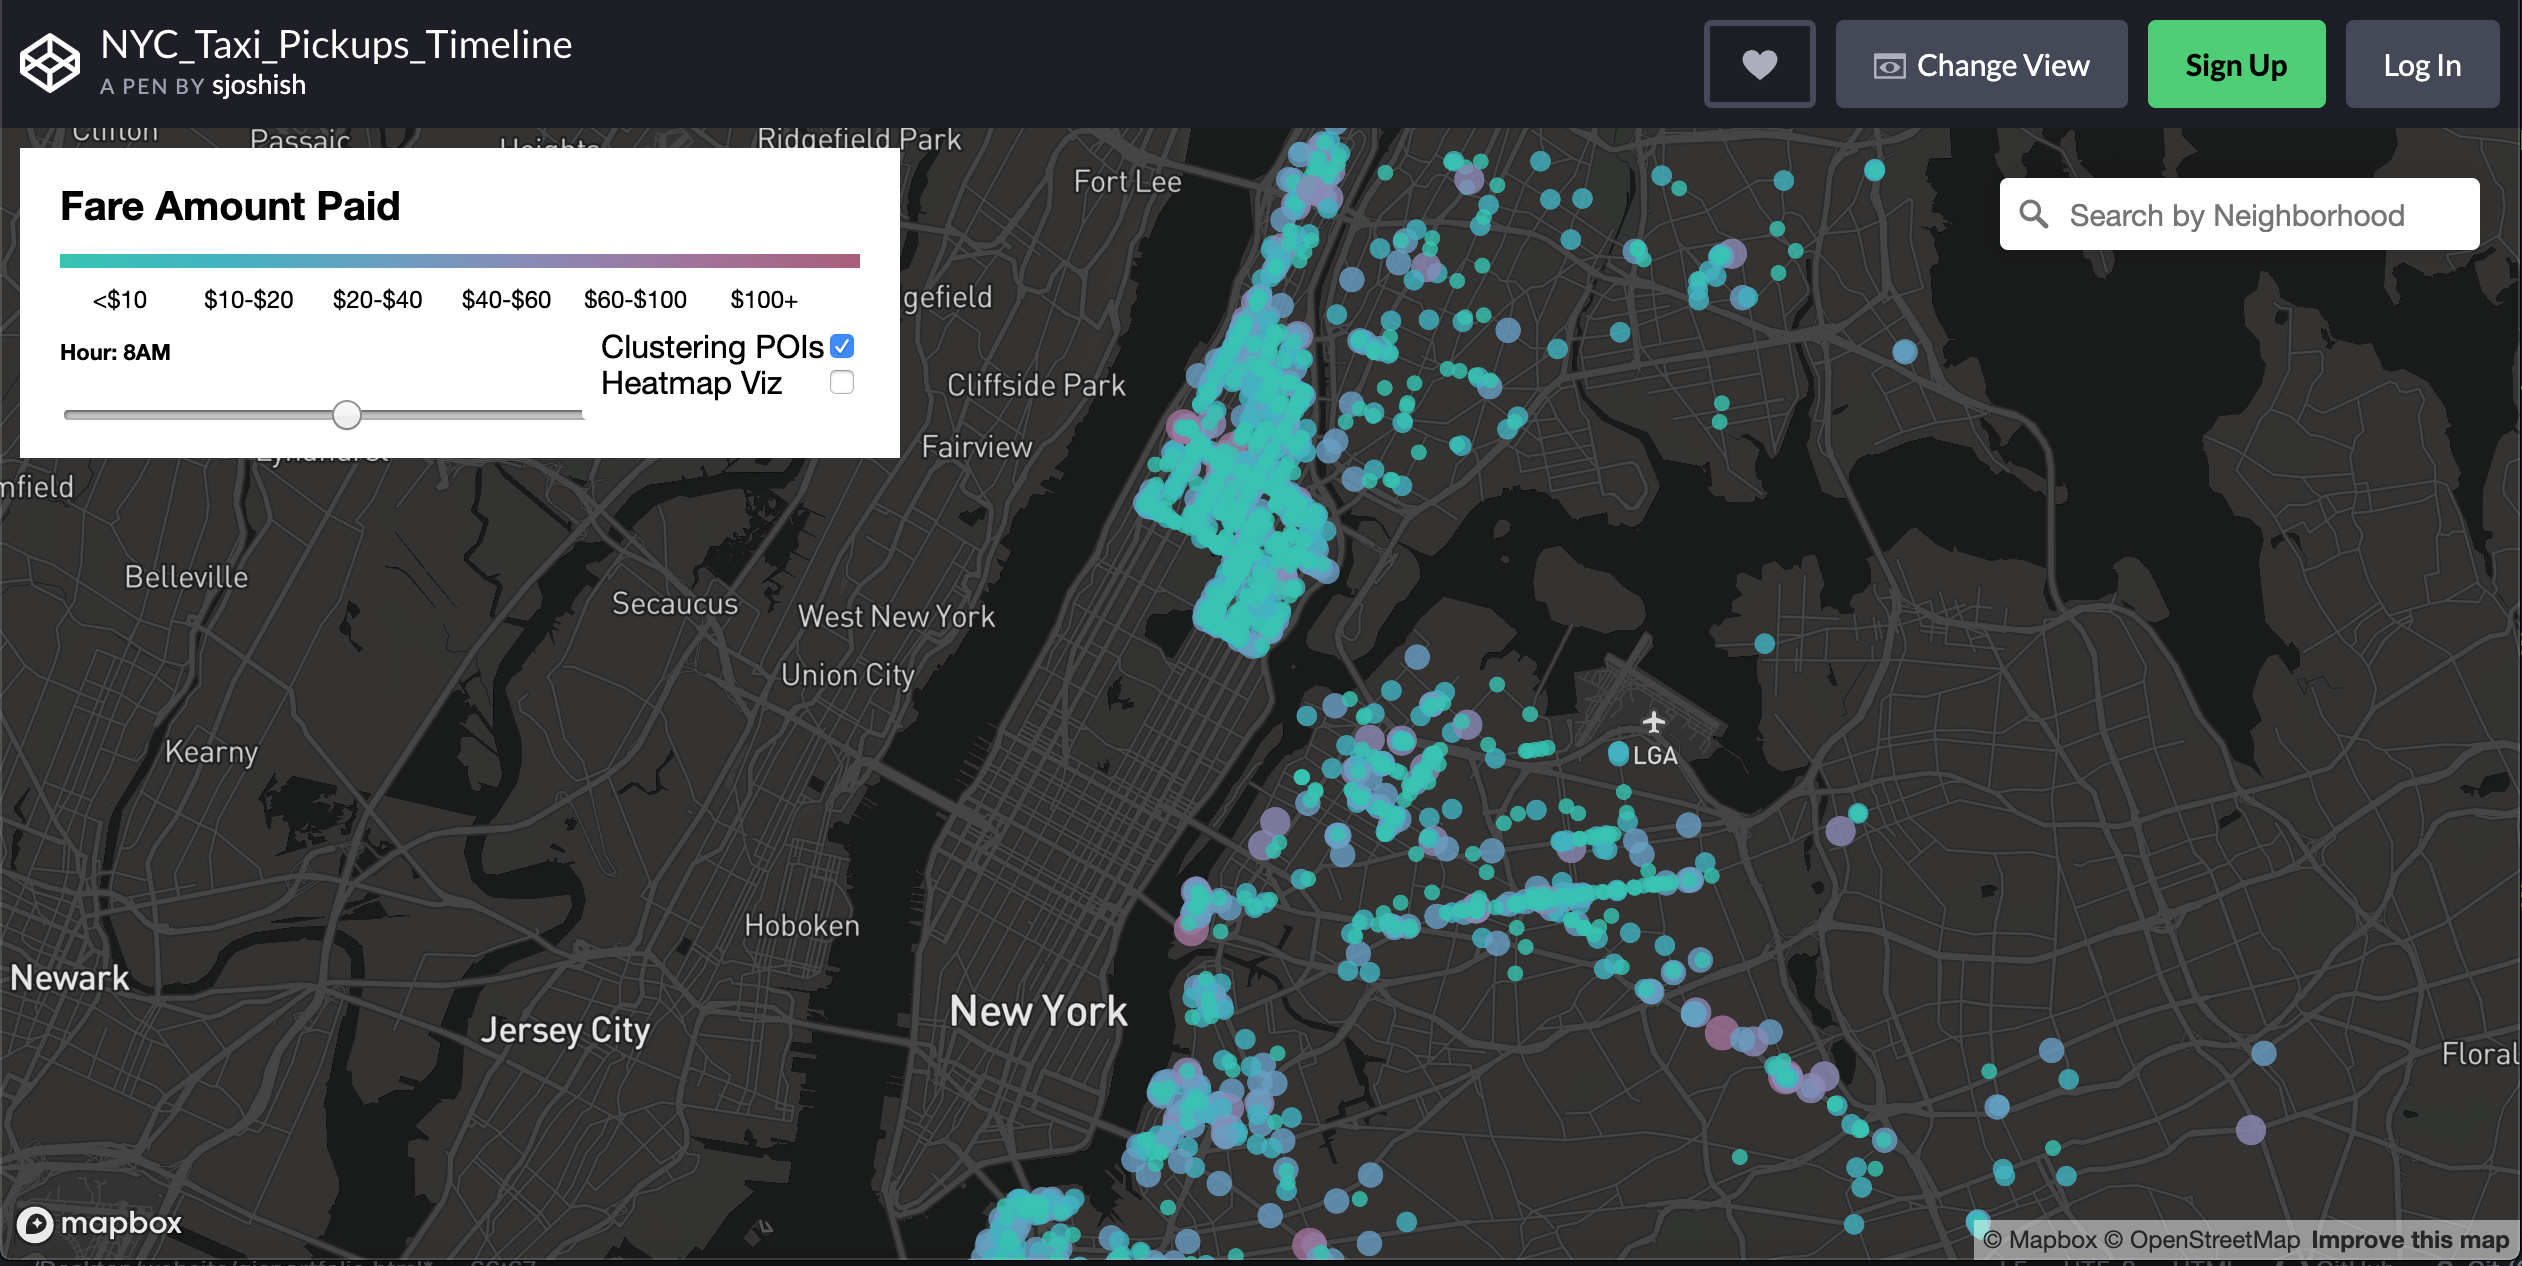 NYC_Taxi_Pickups_Timeline
A PEN BY sjoshish
Change View
Sign Up
Log In
Clifton
Passaic
Heights
Ridgefield Park
Fort Lee
Search by Neighborhood
Fare Amount Paid
<$10 $10-$20 $20-$40 $40-$60 $60-$100 $100+
gefield
Hour: 8AM
Clustering POIs
Heatmap Viz
Cliffside Park
Fairview
Lyndhurst
mfield
Belleville
Secaucus
West New York
Union City
Kearny
LGA
Hoboken
Newark
New York
Jersey City
Floral
mapbox
© Mapbox © OpenStreetMap Improve this map